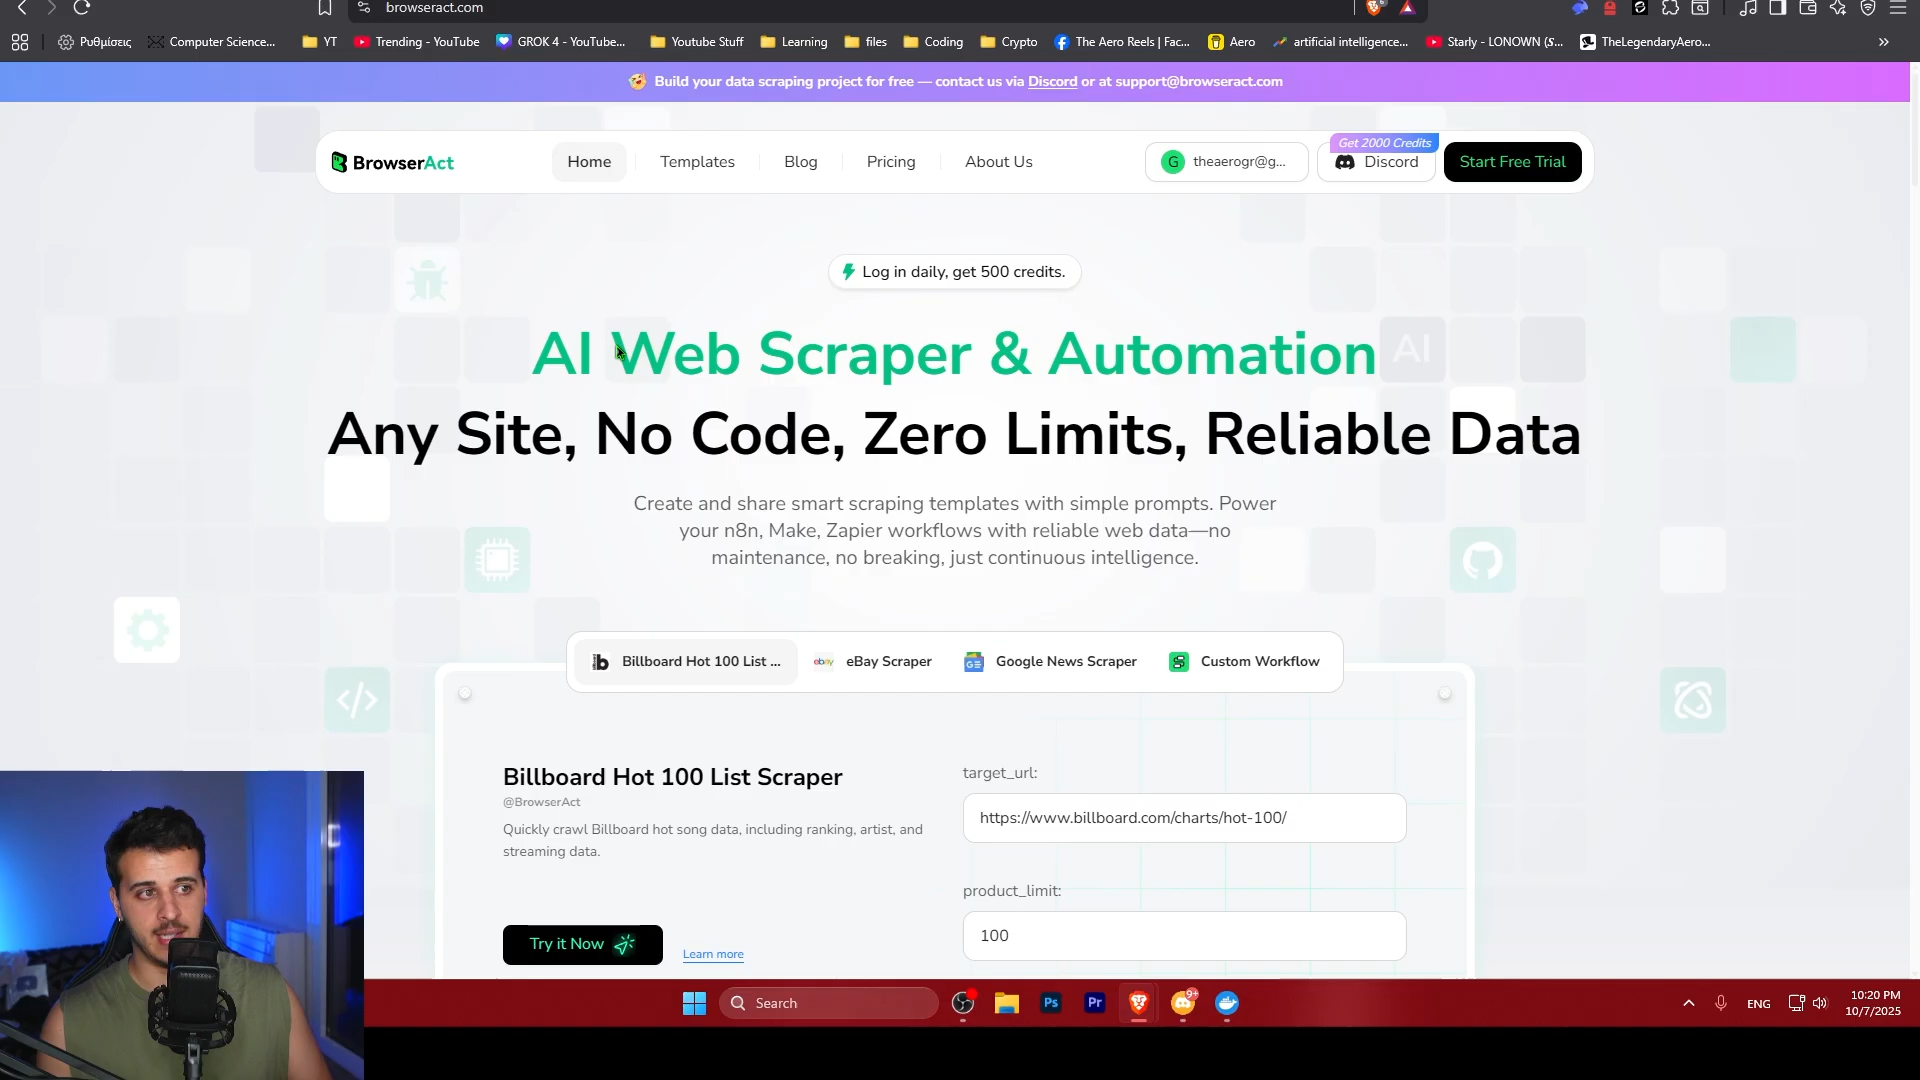 browseract.com
Ρυθμίσεις
Computer Science...
YT
Trending - YouTube
GROK 4 - YouTube...
Youtube Stuff
Learning
files
Coding
Crypto
The Aero Reels | Fac...
Aero
artificial intelligence...
Starly - LONOWN (S...
TheLegendaryAero...
Build your data scraping project for free — contact us via Discord or at support@browseract.com
BrowserAct
Home
Templates
Blog
Pricing
About Us
G
theaerogr@g...
Get 2000 Credits
Discord
Start Free Trial
Log in daily, get 500 credits.
AI Web Scraper & Automation
AI
Any Site, No Code, Zero Limits, Reliable Data
Create and share smart scraping templates with simple prompts. Power
your n8n, Make, Zapier workflows with reliable web data—no
maintenance, no breaking, just continuous intelligence.
Billboard Hot 100 List ...
ebay
eBay Scraper
Google News Scraper
Custom Workflow
Billboard Hot 100 List Scraper
@BrowserAct
Quickly crawl Billboard hot song data, including ranking, artist, and
streaming data.
Try it Now
Learn more
target_url:
https://www.billboard.com/charts/hot-100/
product_limit:
100
Search
Ps
Pr
9+
ENG
10:20 PM
10/7/2025